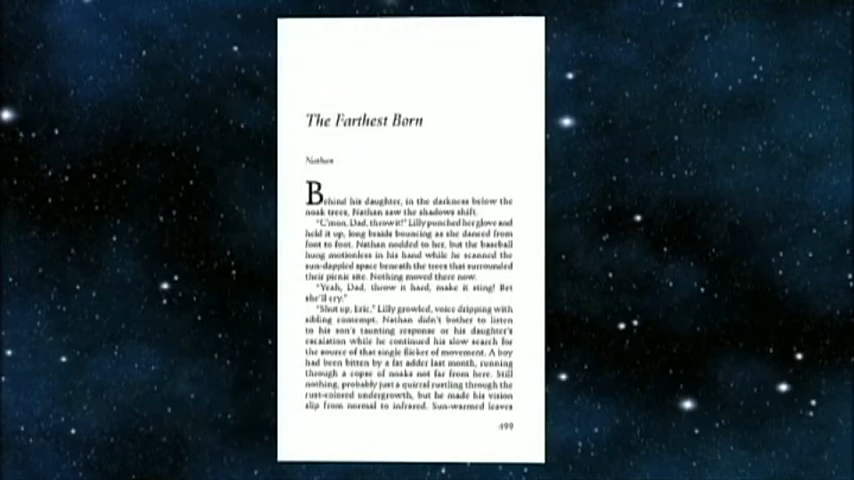 The Farthest Born
Nathan
Behind his daughter, in the darkness below the
noak trees, Nathan saw the shadows shift.
"C'mon, Dad, throw it!" Lilly punched her glove and
held it up, long braids bouncing as she danced from
foot to foot. Nathan nodded to her, but the baseball
hung motionless in his hand while he scanned the
sun-dappled space beneath the trees that surrounded
their picnic site. Nothing moved there now.
"Yeah, Dad, throw it hard, make it sting! Bet
she'll cry."
"Shut up, Eric," Lilly growled, voice dripping with
sibling contempt. Nathan didn't bother to listen
to his son's taunting response or his daughter's
escalation while he continued his slow search for
the source of that single flicker of movement. A boy
had been bitten by a fat adder last month, running
through a copse of noaks not far from here. Still
nothing, probably just a quirral rustling through the
rust-colored undergrowth, but he made his vision
slip from normal to infrared. Sun-warmed leaves
499